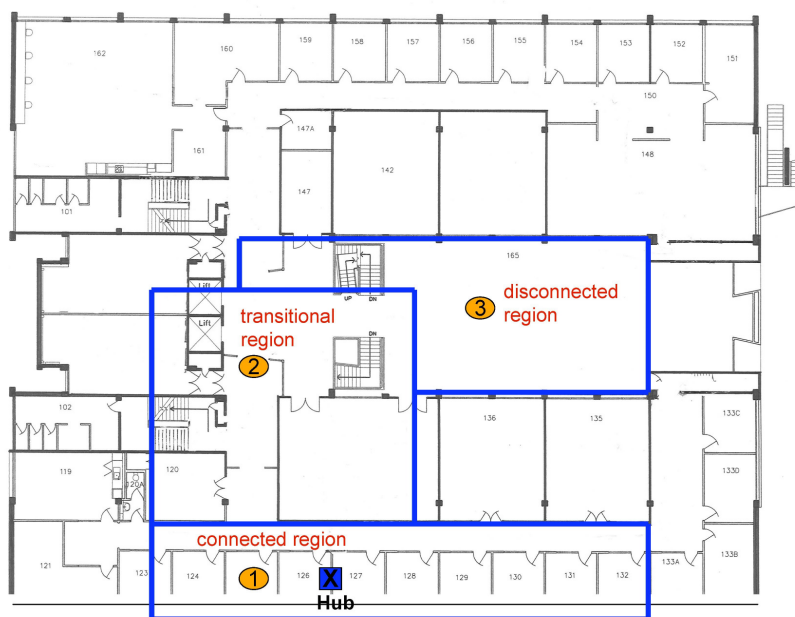 159
158
157
156
155
154
153
152
151
162
160
150
147A
161
142
148
147
101
165
Lift
UP
DN
disconnected
region
3
transitional
region
Lift
DN
2
102
136
135
133C
119
120
120A
133D
connected region
121
123
124
1
126
X
127
128
129
130
131
132
133A
133B
Hub